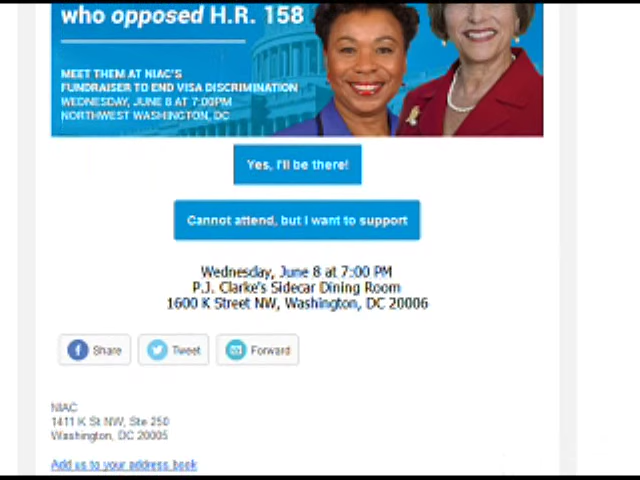 who opposed H.R. 158
MEET THEM AT NIAC'S
FUNDRAISER TO END VISA DISCRIMINATION
WEDNESDAY, JUNE 8 AT 7:00PM
NORTHWEST WASHINGTON, DC
Yes, I'll be there!
Cannot attend, but I want to support
Wednesday, June 8 at 7:00 PM
P.J. Clarke's Sidecar Dining Room
1600 K Street NW, Washington, DC 20006
Share Tweet Forward
NIAC
1411 K St NW, Ste 250
Washington, DC 20005
Add us to your address book